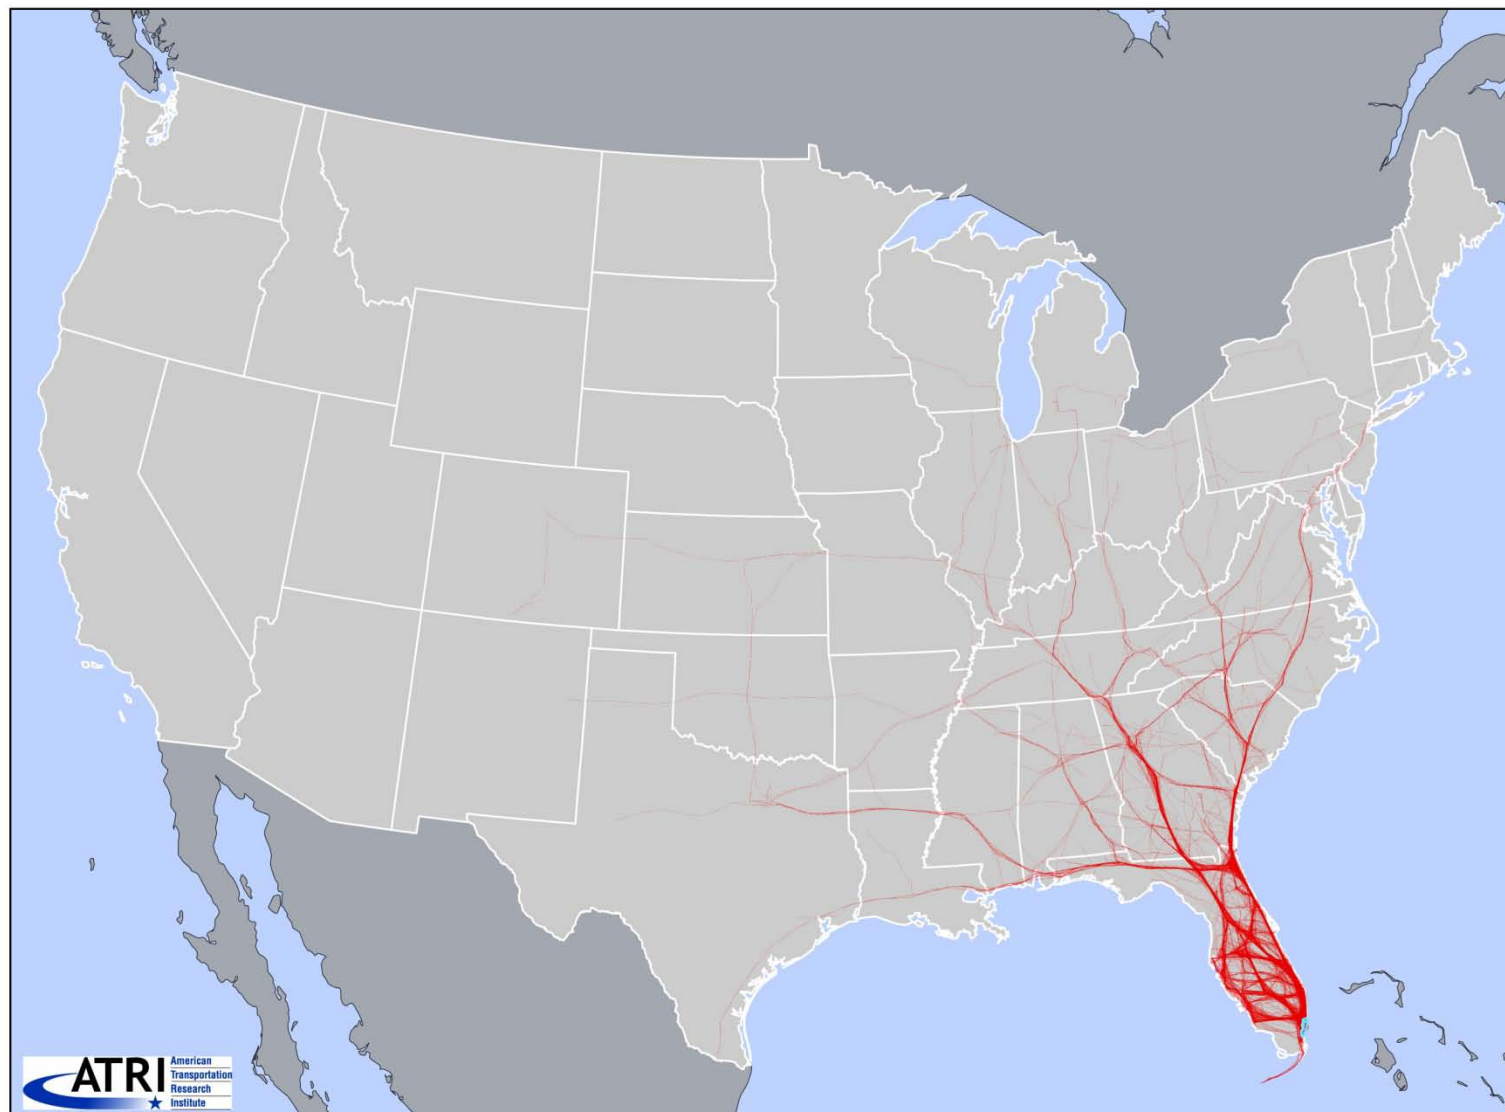 ATRI
American
Transportation
Research
Institute